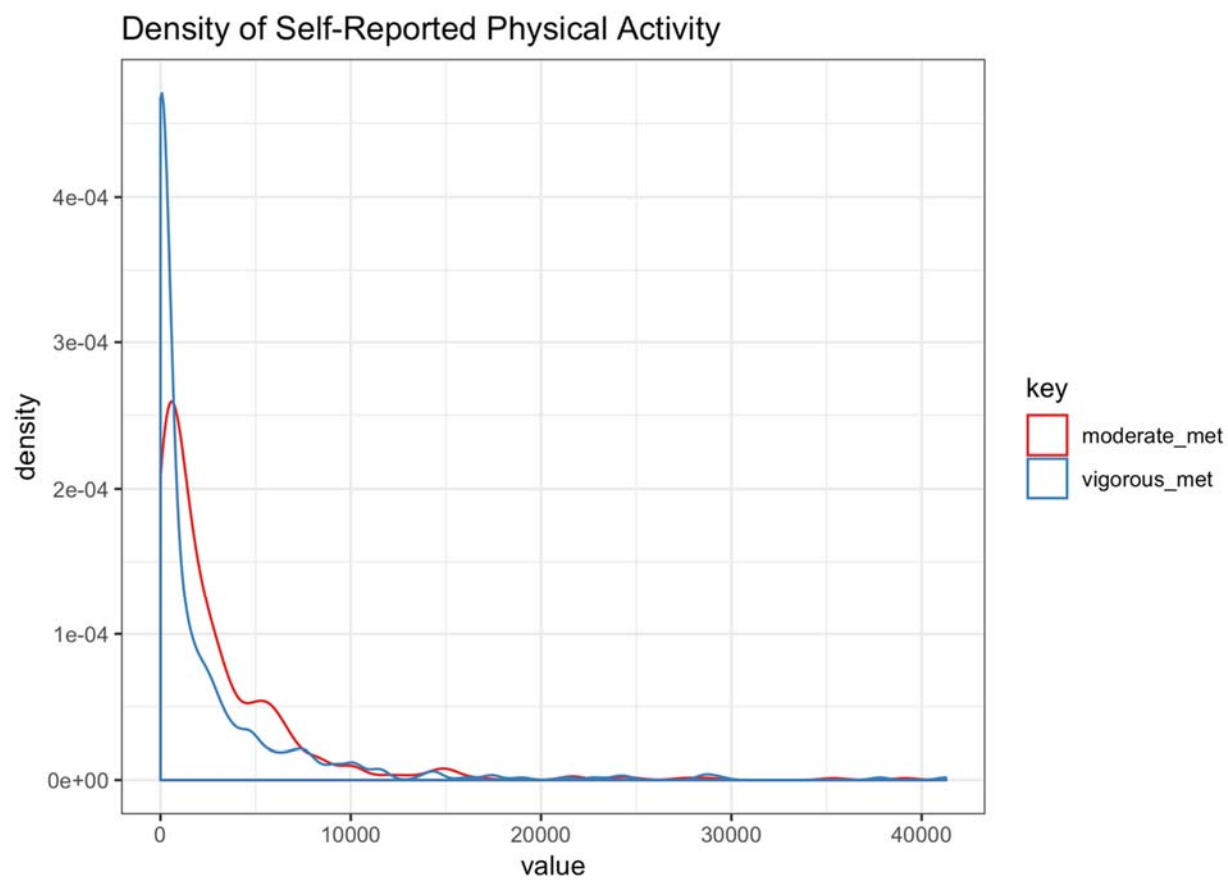 Density of Self-Reported Physical Activity
4e-04
3e-04
2e-04
1e-04
0e+00
density
0 10000 20000 30000 40000
value
key
moderate_met
vigorous_met